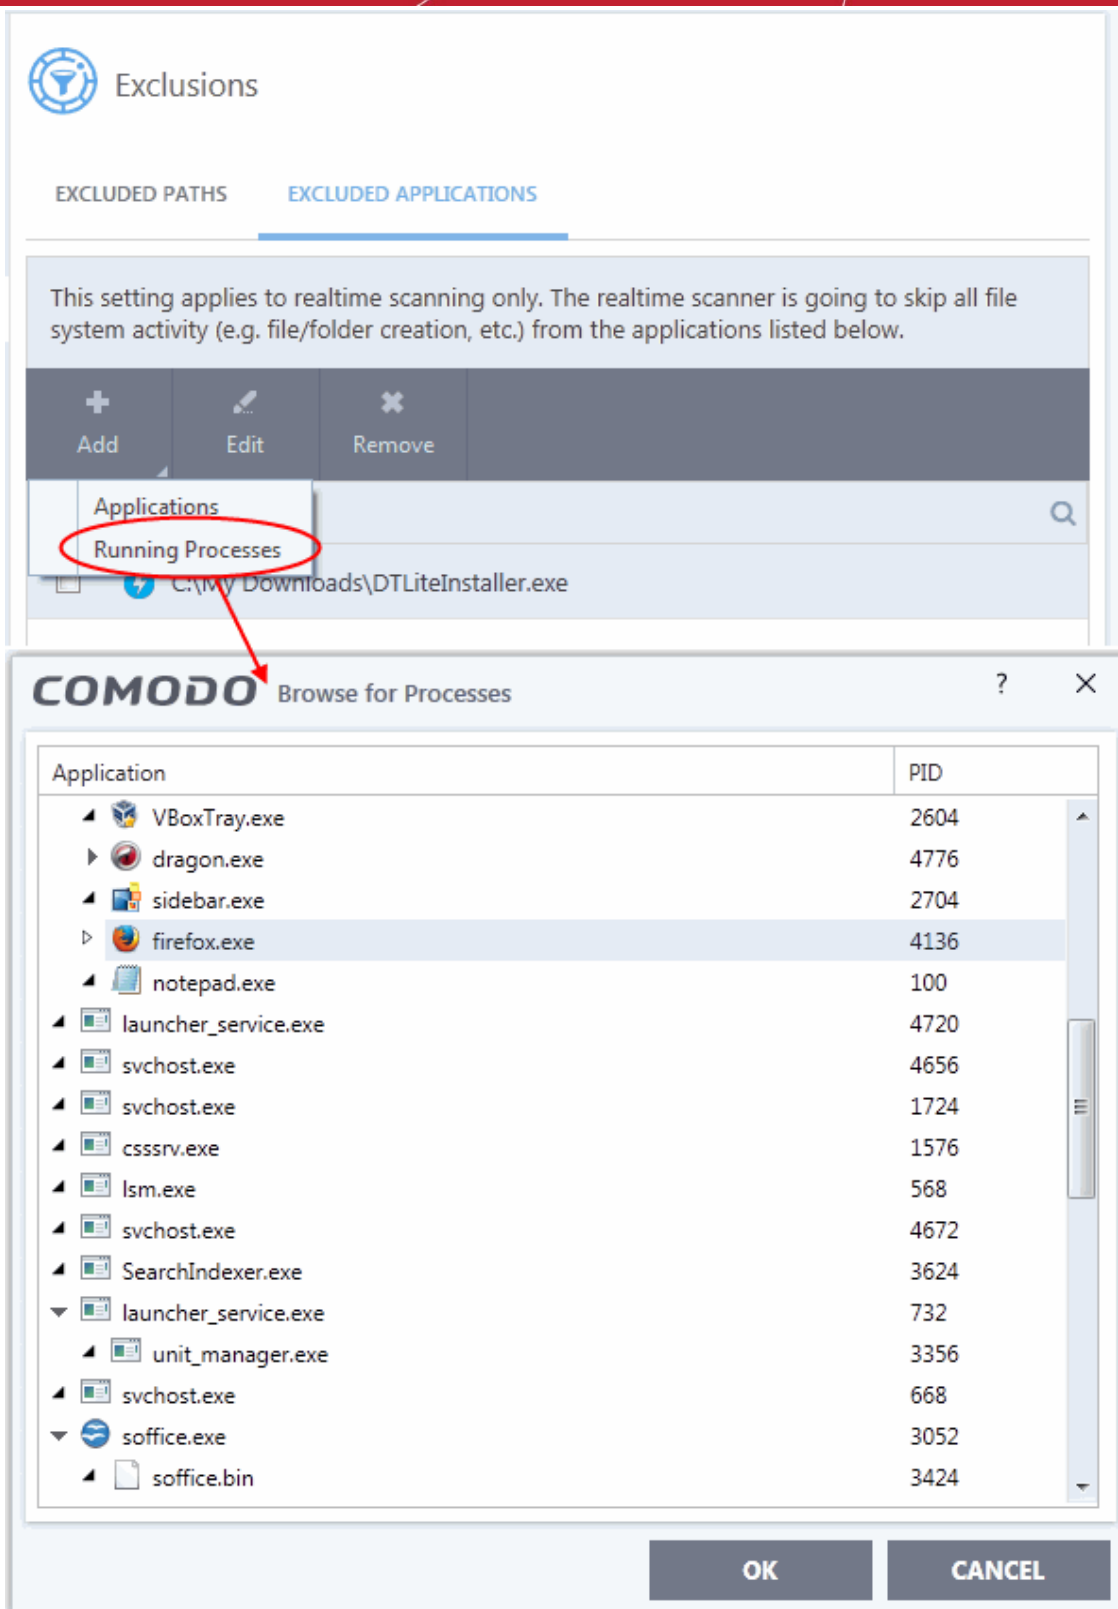 Exclusions
EXCLUDED PATHS EXCLUDED APPLICATIONS
This setting applies to realtime scanning only. The realtime scanner is going to skip all file
system activity (e.g. file/folder creation, etc.) from the applications listed below.
Add Edit Remove
Applications
Running Processes
C:\My Downloads\DTLiteInstaller.exe
COMODO Browse for Processes ?
Application PID
VBoxTray.exe 2604
dragon.exe 4776
sidebar.exe 2704
firefox.exe 4136
notepad.exe 100
launcher_service.exe 4720
svchost.exe 4656
svchost.exe 1724
csssrv.exe 1576
lsm.exe 568
svchost.exe 4672
SearchIndexer.exe 3624
launcher_service.exe 732
unit_manager.exe 3356
svchost.exe 668
soffice.exe 3052
soffice.bin 3424
OK CANCEL